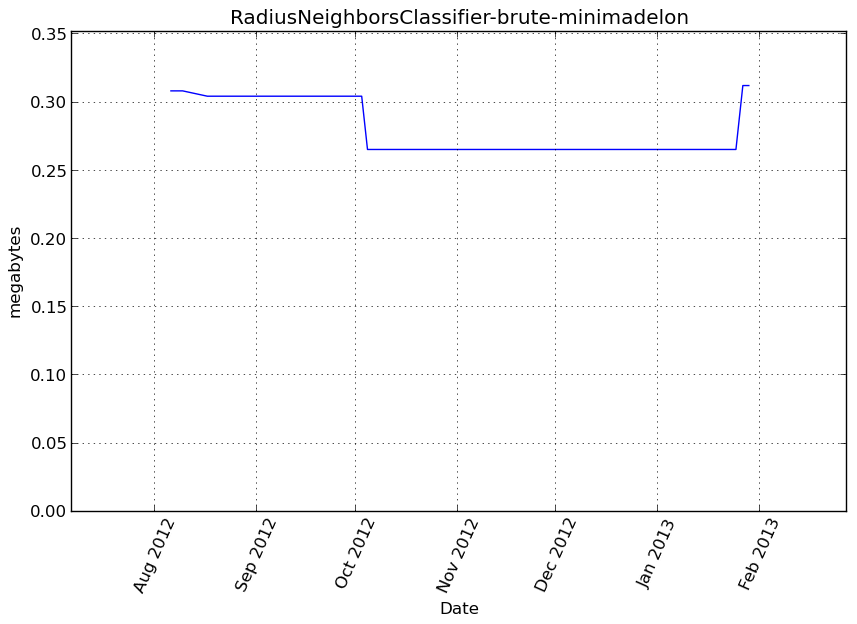 RadiusNeighborsClassifier-brute-minimadelon
0.35
0.30
0.25
0.20
0.15
0.10
0.05
0.00
megabytes
Aug 2012
Sep 2012
Oct 2012
Nov 2012
Dec 2012
Jan 2013
Feb 2013
Date